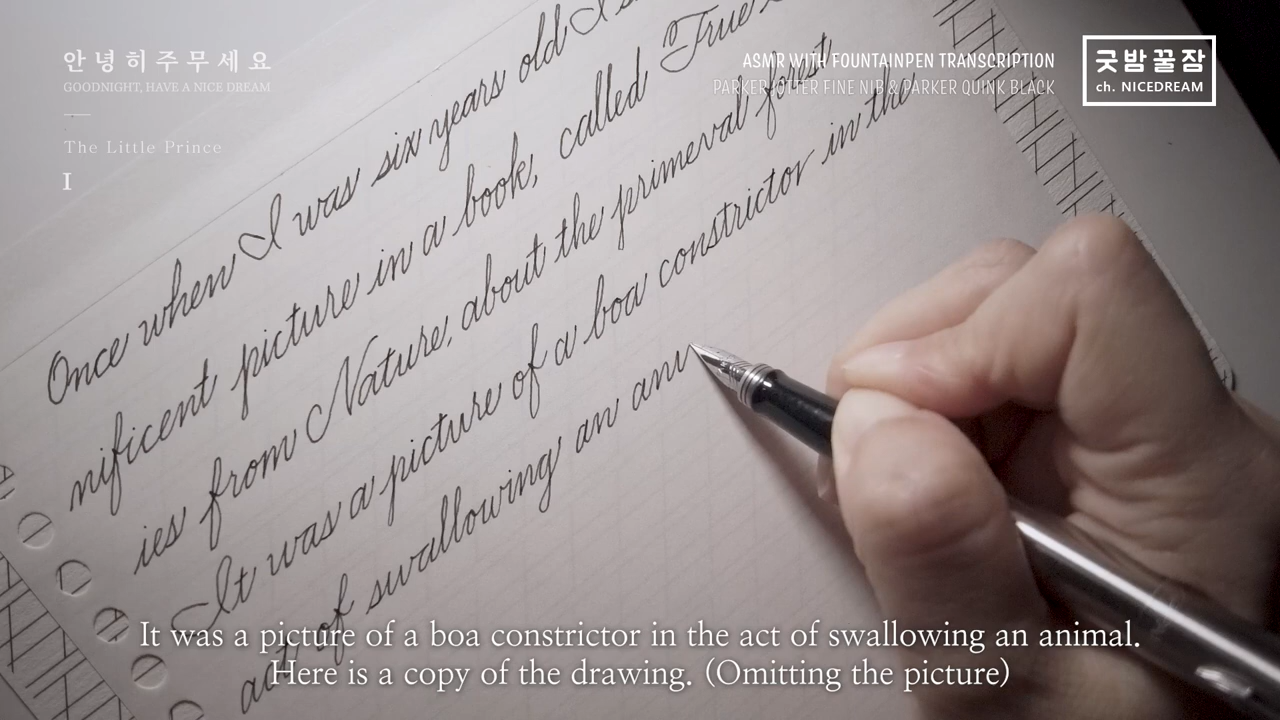 안녕히주무세요
GOODNIGHT, HAVE A NICE DREAM
The Little Prince
I
ASMR WITH FOUNTAINPEN TRANSCRIPTION
PARKER JOTTER FINE NIB & PARKER QUINK BLACK
굿밤꿀잠
ch. NICEDREAM
Once when I was six years old I
nificent picture in a book, called True
ies from Nature, about the primeval forest.
It was a picture of a boa constrictor in the
act of swallowing an ani
It was a picture of a boa constrictor in the act of swallowing an animal.
Here is a copy of the drawing. (Omitting the picture)